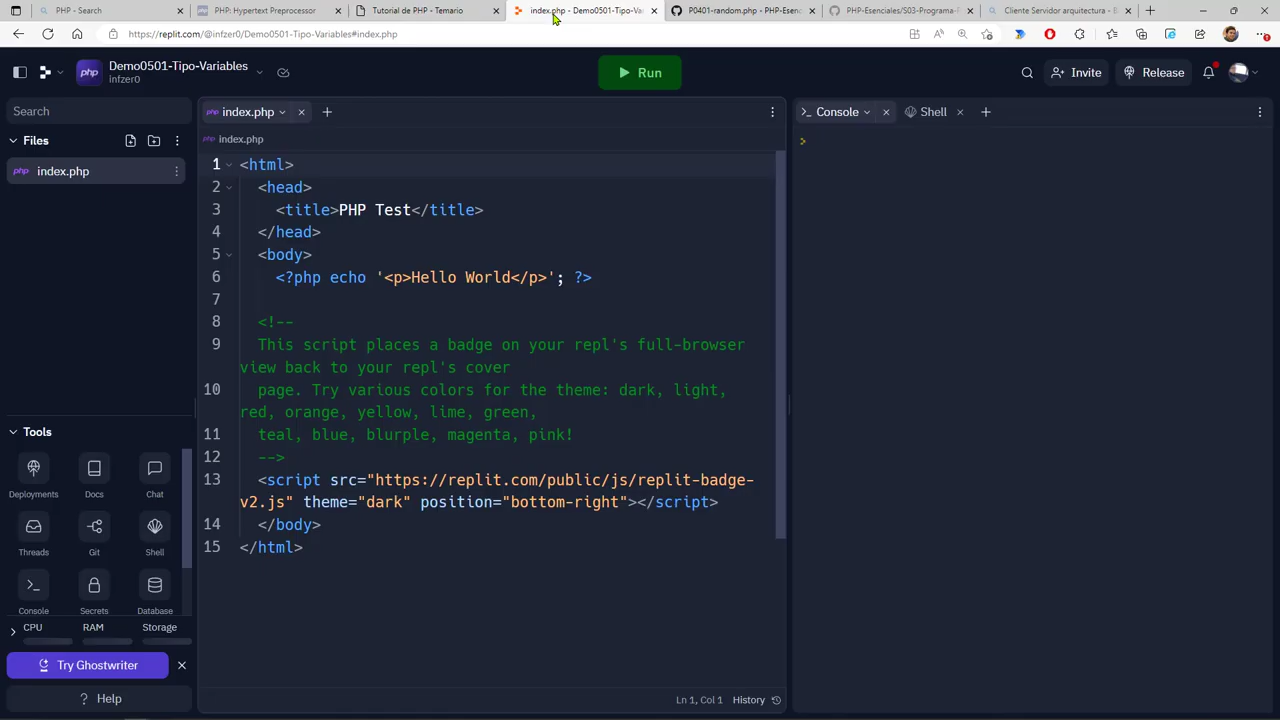 PHP - Search
PHP: Hypertext Preprocessor
Tutorial de PHP - Temario
index.php - Demo0501-Tipo-Va
P0401-random.php - PHP-Esenc
PHP-Esenciales/S03-Programa-F
Cliente Servidor arquitectura - B
https://replit.com/@infzer0/Demo0501-Tipo-Variables#index.php
php
Demo0501-Tipo-Variables
infzer0
Run
Invite
Release
Search
Files
php index.php
php index.php
php index.php
Console
Shell
1 <html>
2 <head>
3 <title>PHP Test</title>
4 </head>
5 <body>
6 <?php echo '<p>Hello World</p>'; ?>
7
8 <!--
9 This script places a badge on your repl's full-browser
view back to your repl's cover
10 page. Try various colors for the theme: dark, light,
red, orange, yellow, lime, green,
11 teal, blue, blurple, magenta, pink!
12 -->
13 <script src="https://replit.com/public/js/replit-badge-
v2.js" theme="dark" position="bottom-right"></script>
14 </body>
15 </html>
Tools
Deployments
Docs
Chat
Threads
Git
Shell
Console
Secrets
Database
CPU
RAM
Storage
Try Ghostwriter
? Help
Ln 1, Col 1
History